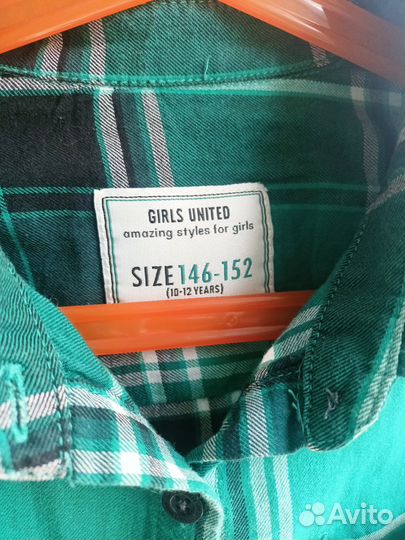 GIRLS UNITED
amazing styles for girls
SIZE 146-152
(10-12 YEARS)
Avito